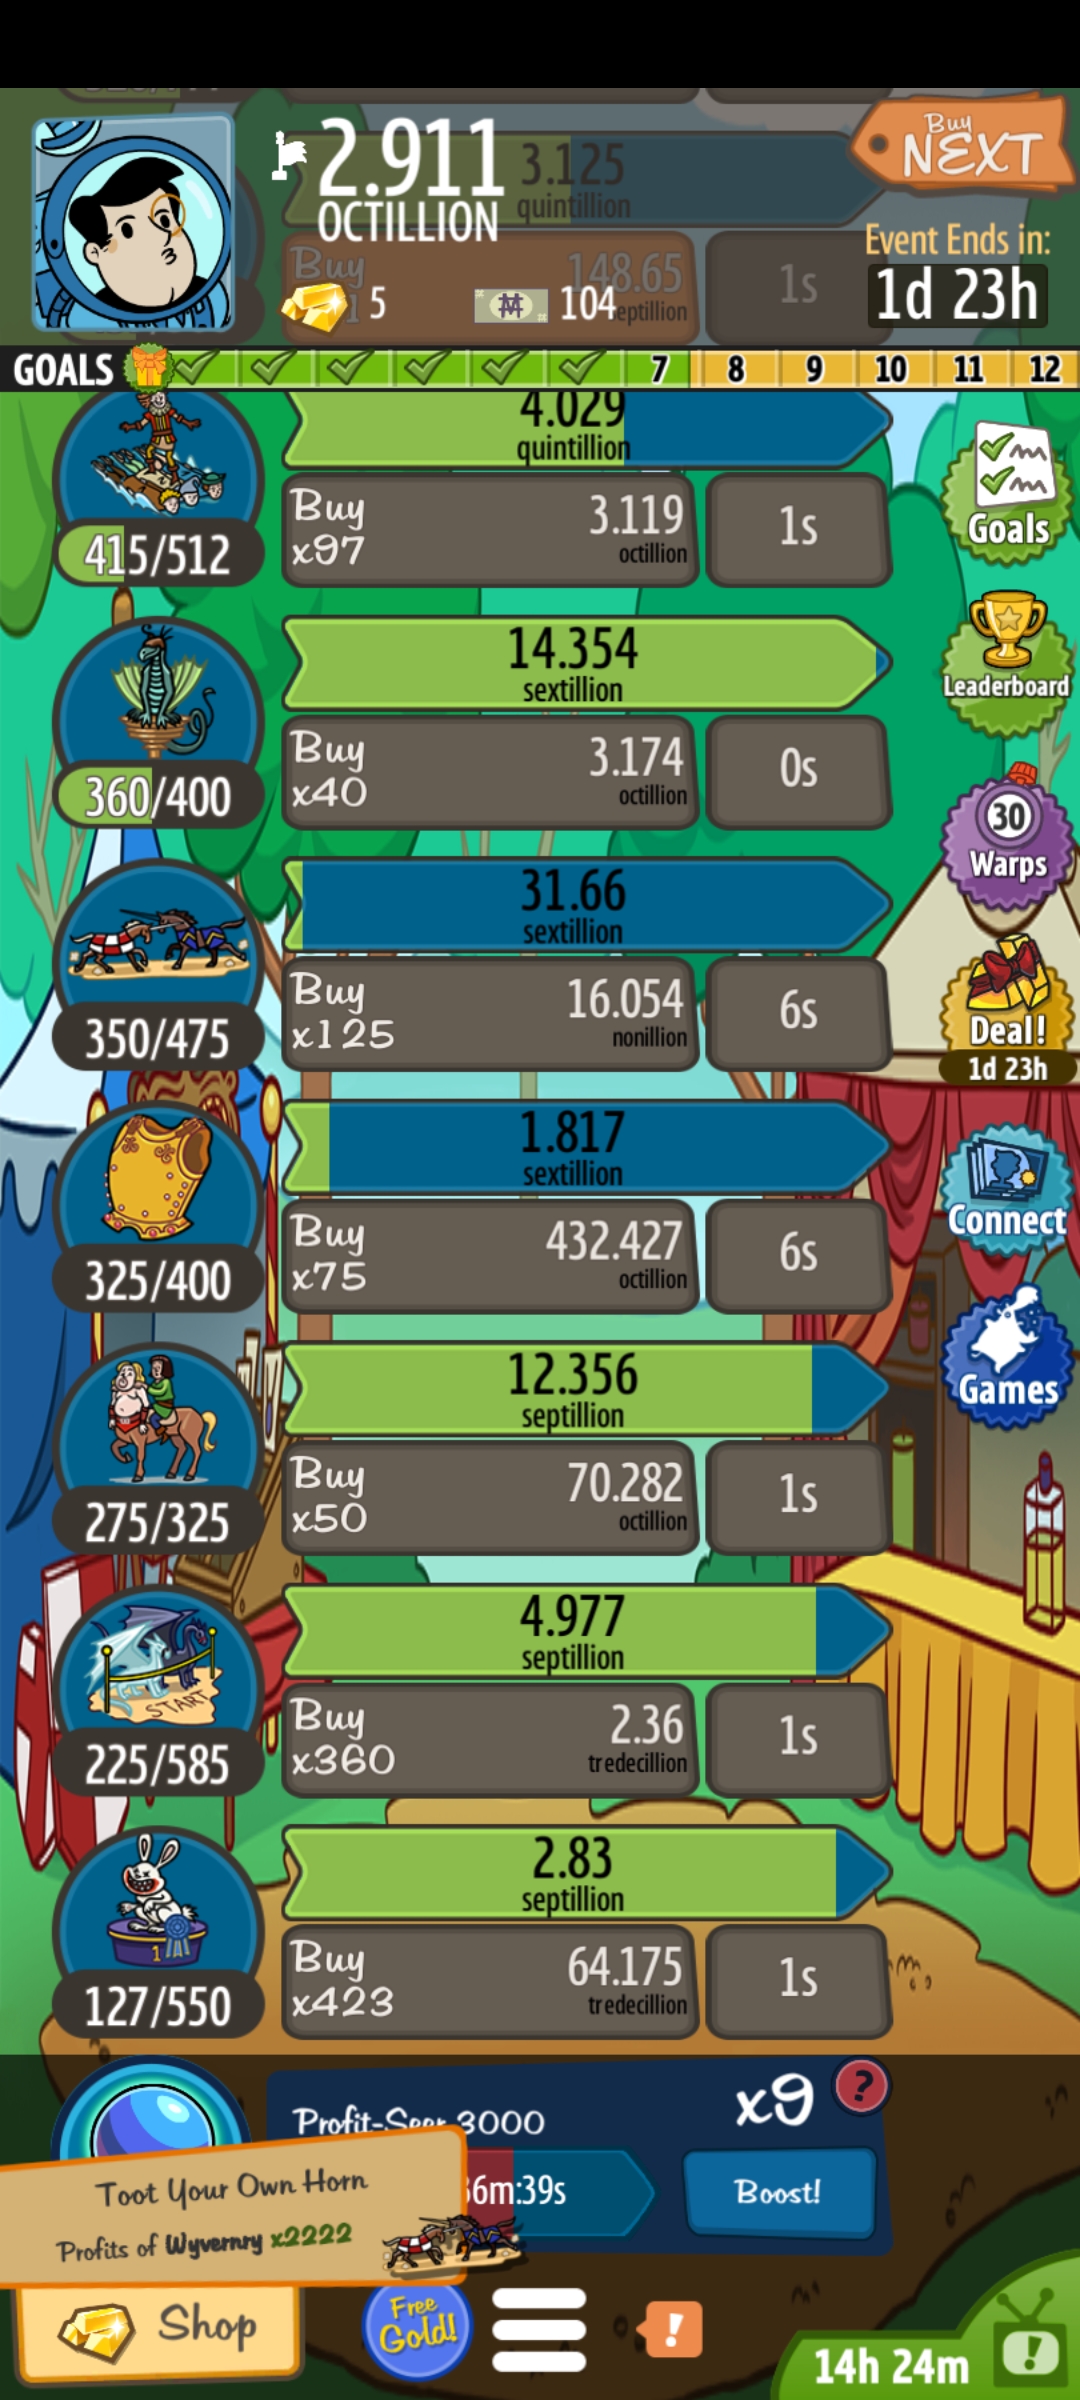 2.911
OCTILLION
3.125
quintillion
Buy
NEXT
Event Ends in:
1d 23h
Buy
148.65
1s
5
104
GOALS
7
8
9
10
11
12
4.029
quintillion
415/512
Buy
x97
3.119
octillion
1s
Goals
14.354
sextillion
360/400
Buy
x40
3.174
octillion
0s
Leaderboard
31.66
sextillion
350/475
Buy
x125
16.054
nonillion
6s
30
Warps
Deal!
1d 23h
1.817
sextillion
325/400
Buy
x75
432.427
octillion
6s
Connect
12.356
septillion
275/325
Buy
x50
70.282
octillion
1s
Games
4.977
septillion
START
225/585
Buy
x360
2.36
tredecillion
1s
2.83
septillion
1
127/550
Buy
x423
64.175
tredecillion
1s
Profit-Seer 3000
x9
?
6m:39s
Boost!
Toot Your Own Horn
Profits of Wyvernry x2222
Shop
Free
Gold!
!
14h 24m
!